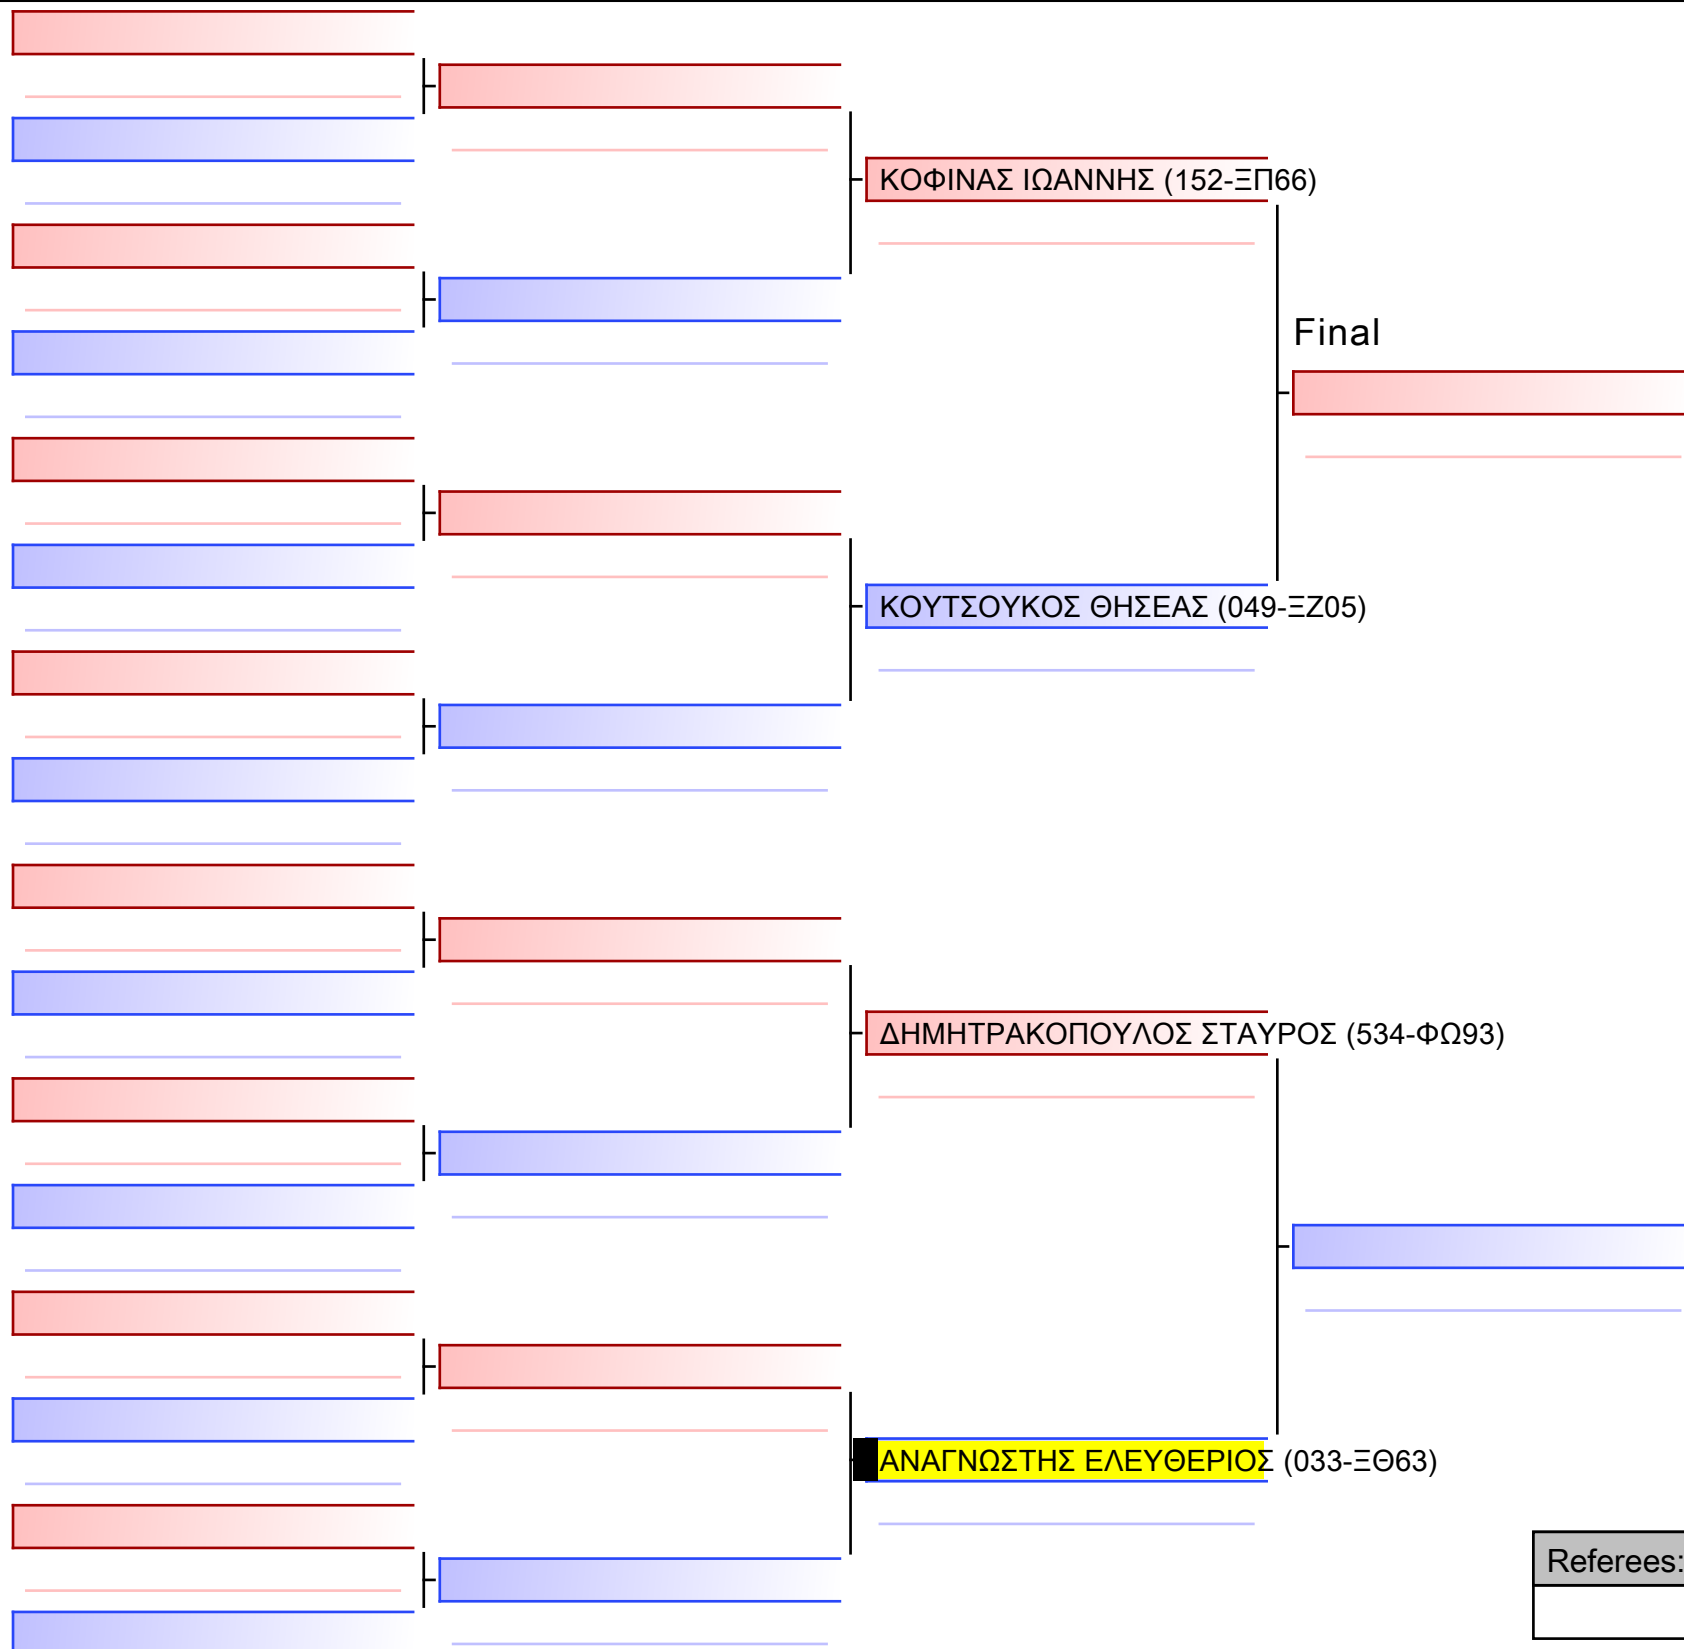 ΚΟΦΙΝΑΣ ΙΩΑΝΝΗΣ (152-ΞΠ66)
Final
ΚΟΥΤΣΟΥΚΟΣ ΘΗΣΕΑΣ (049-ΞΖ05)
ΔΗΜΗΤΡΑΚΟΠΟΥΛΟΣ ΣΤΑΥΡΟΣ (534-ΦΩ93)
ΑΝΑΓΝΩΣΤΗΣ ΕΛΕΥΘΕΡΙΟΣ (033-ΞΘ63)
Referees: